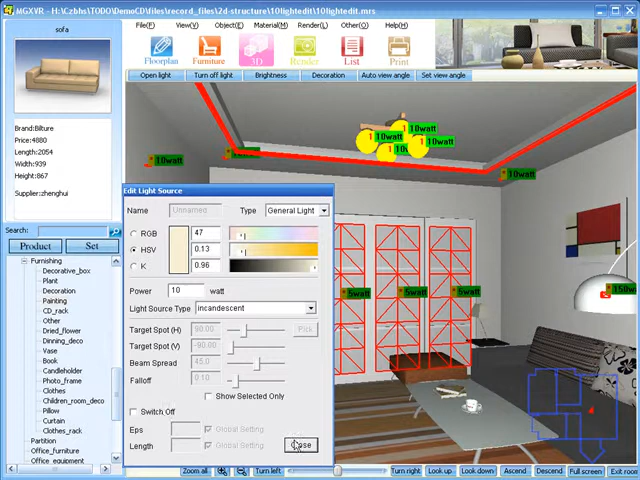 MGXVR - H:\Czbhs\TODO\DemoCD\files\record_files\2d-structure\10lightedit\10lightedit.mrs
sofa
File(F) View(V) Object(E) Material(M) Render(L) Other(O) Help(H)
Floorplan Furniture 3D Render List Print
Open light Turn off light Brightness Decoration Auto view angle Set view angle
Brand:Bilture
Price:4880
Length:2054
Width:939
Height:867
Supplier:zhenghui
Search:
Product Set
Furnishing
Decorative_box
Plant
Decoration
Painting
CD_rack
Other
Dried_flower
Dinning_deco
Vase
Book
Candleholder
Photo_frame
Clothes
Children_room_deco
Pillow
Curtain
Clothes_rack
Partition
Office_furniture
Office_equipment
10watt
10watt
10watt
10watt
10watt
5watt 5watt 5watt
Edit Light Source
Name Unnamed Type General Light
RGB 47
HSV 0.13
K 0.96
Power 10 watt
Light Source Type incandescent
Target Spot (H) 90.00 Pick
Target Spot (V) -90.00
Beam Spread 45.0
Falloff 0.10
Show Selected Only
Switch Off
Eps Global Setting
Length Global Setting
Zoom all Turn left Turn right Look up Look down Ascend Descend Full screen Exit room